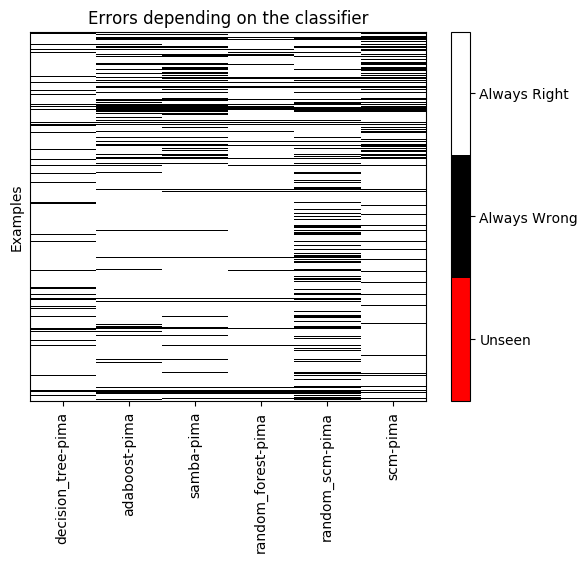 Errors depending on the classifier
Examples
decision_tree-pima
adaboost-pima
samba-pima
random_forest-pima
random_scm-pima
scm-pima
Always Right
Always Wrong
Unseen